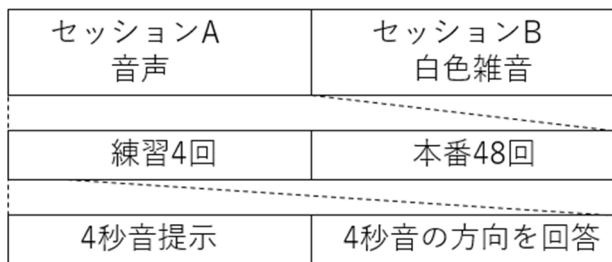 セッションA
音声
セッションB
白色雑音
練習4回
本番48回
4秒音提示
4秒音の方向を回答